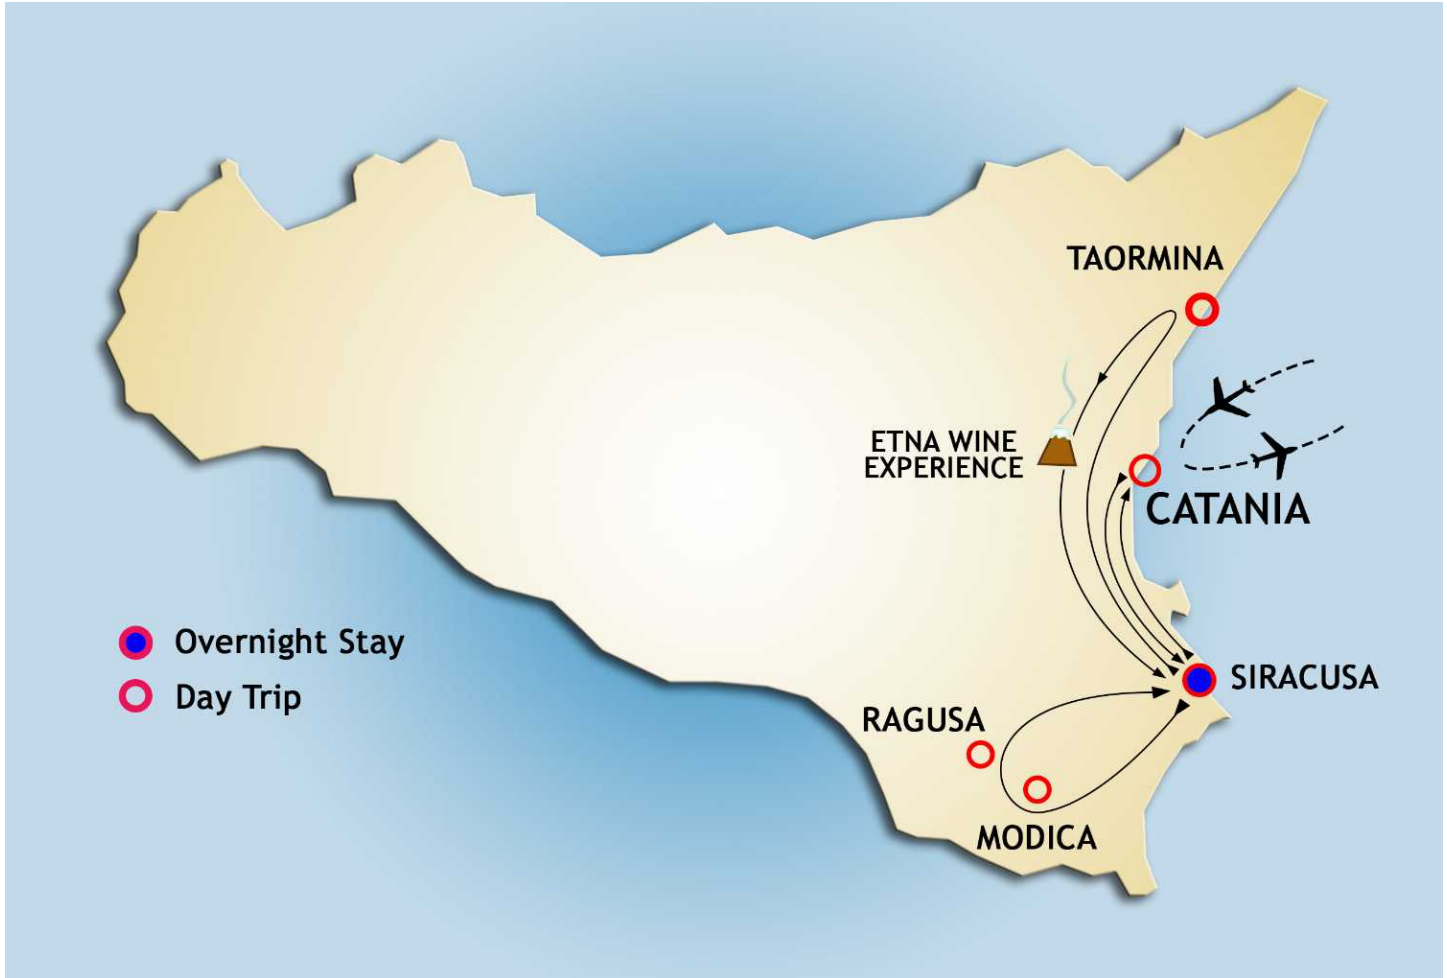 TAORMINA
ETNA WINE
EXPERIENCE
CATANIA
Overnight Stay
Day Trip
SIRACUSA
RAGUSA
MODICA